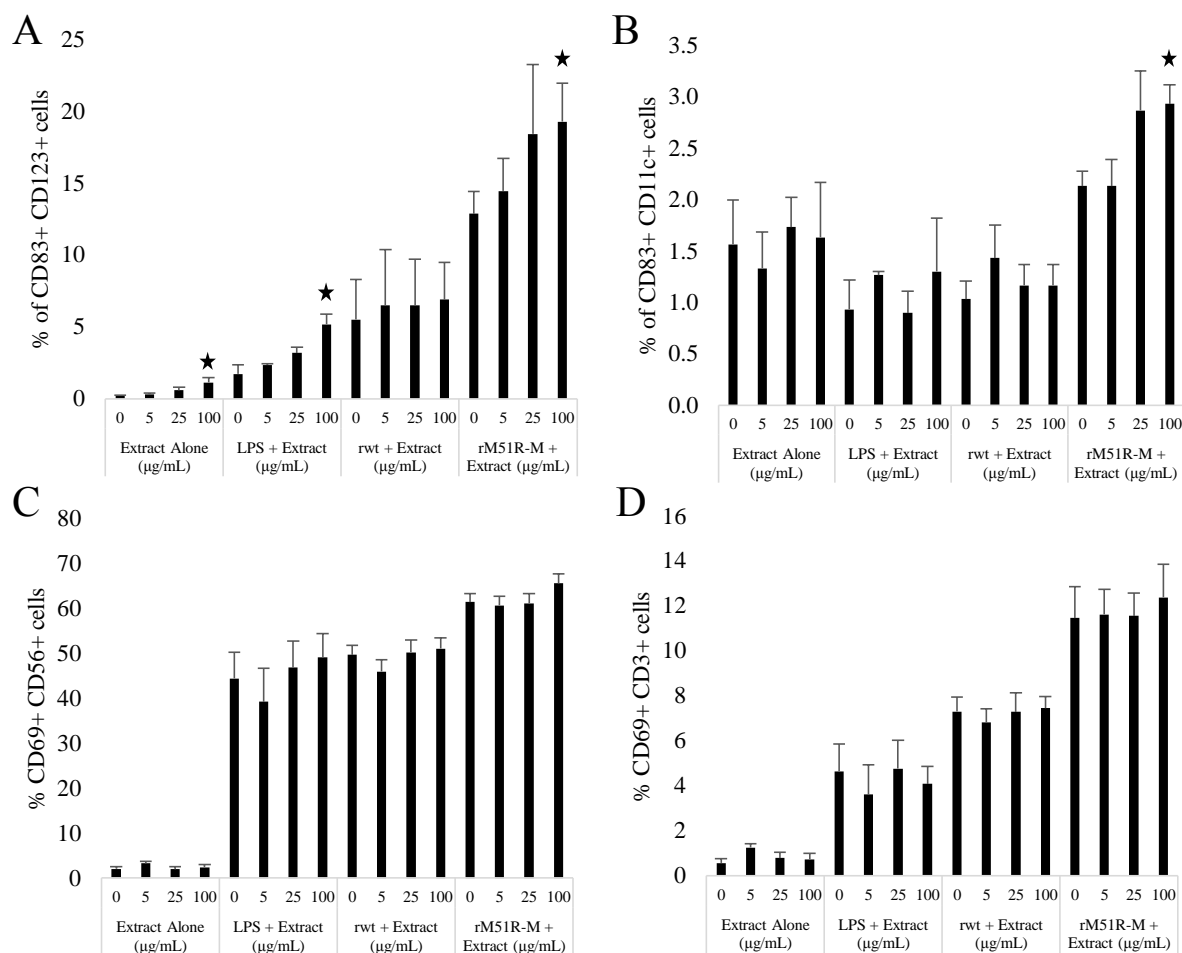 A
% of CD83+ CD123+ cells
25
20
15
10
5
0
0 5 25 100 0 5 25 100 0 5 25 100 0 5 25 100
Extract Alone LPS + Extract rwt + Extract rM51R-M +
(µg/mL) (µg/mL) (µg/mL) Extract (µg/mL)
B
% of CD83+ CD11c+ cells
3.5
3.0
2.5
2.0
1.5
1.0
0.5
0.0
0 5 25 100 0 5 25 100 0 5 25 100 0 5 25 100
Extract Alone LPS + Extract rwt + Extract rM51R-M +
(µg/mL) (µg/mL) (µg/mL) Extract (µg/mL)
C
% CD69+ CD56+ cells
80
70
60
50
40
30
20
10
0
0 5 25 100 0 5 25 100 0 5 25 100 0 5 25 100
Extract Alone LPS + Extract rwt + Extract rM51R-M +
(µg/mL) (µg/mL) (µg/mL) Extract (µg/mL)
D
% CD69+ CD3+ cells
16
14
12
10
8
6
4
2
0
0 5 25 100 0 5 25 100 0 5 25 100 0 5 25 100
Extract Alone LPS + Extract rwt + Extract rM51R-M +
(µg/mL) (µg/mL) (µg/mL) Extract (µg/mL)